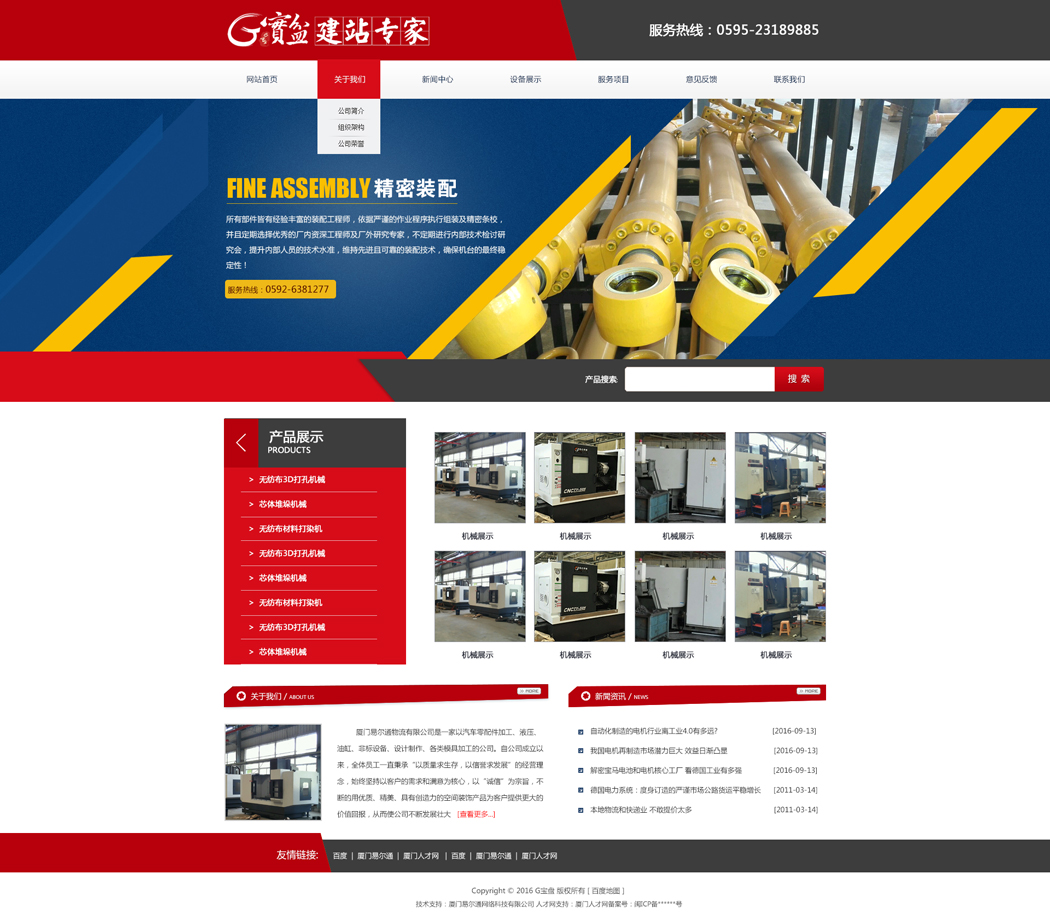 G宝盆 建站专家
服务热线：0595-23189885
网站首页 关于我们 新闻中心 设备展示 服务项目 意见反馈 联系我们
公司简介
组织架构
公司荣誉
FINE ASSEMBLY 精密装配
所有部件皆有经验丰富的装配工程师，依据严谨的作业程序执行组装及精密条校，
并且定期选择优秀的厂内资深工程师及厂外研究专家，不定期进行内部技术检讨研
究会，提升内部人员的技术水准，维持先进且可靠的装配技术，确保机台的最终稳
定性！
服务热线：0592-6381277
产品搜索:
搜 索
产品展示
PRODUCTS
> 无纺布3D打孔机械
> 芯体堆垛机械
> 无纺布材料打染机
> 无纺布3D打孔机械
> 芯体堆垛机械
> 无纺布材料打染机
> 无纺布3D打孔机械
> 芯体堆垛机械
机械展示 机械展示 机械展示 机械展示
机械展示 机械展示 机械展示 机械展示
关于我们 / ABOUT US
MORE
厦门易尔通物流有限公司是一家以汽车零配件加工、液压、
油缸、非标设备、设计制作、各类模具加工的公司。自公司成立以
来，全体员工一直秉承“以质量求生存，以信誉求发展”的经营理
念，始终坚持以客户的需求和满意为核心，以“诚信”为宗旨，不
断的用优质、精美、具有创造力的空间装饰产品为客户提供更大的
价值回报，从而使公司不断发展壮大 [查看更多...]
新闻资讯 / NEWS
MORE
自动化制造的电机行业离工业4.0有多远? [2016-09-13]
我国电机再制造市场潜力巨大 效益日渐凸显 [2016-09-13]
解密宝马电池和电机核心工厂 看德国工业有多强 [2016-09-13]
德国电力系统：度身订造的严谨市场公路货运平稳增长 [2011-03-14]
本地物流和快递业 不敢提价太多 [2011-03-14]
友情链接: 百度 | 厦门易尔通 | 厦门人才网 | 百度 | 厦门易尔通 | 厦门人才网
Copyright © 2016 G宝盘 版权所有 [ 百度地图 ]
技术支持：厦门易尔通网络科技有限公司 人才网支持：厦门人才网备案号：闽ICP备******号